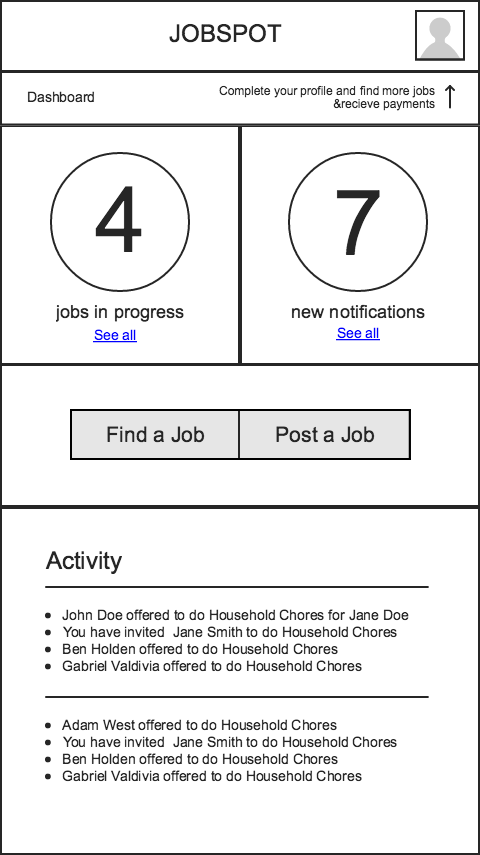 JOBSPOT
Dashboard
Complete your profile and find more jobs
&recieve payments
4
jobs in progress
See all
7
new notifications
See all
Find a Job
Post a Job
Activity
John Doe offered to do Household Chores for Jane Doe
You have invited  Jane Smith to do Household Chores
Ben Holden offered to do Household Chores
Gabriel Valdivia offered to do Household Chores
Adam West offered to do Household Chores
You have invited  Jane Smith to do Household Chores
Ben Holden offered to do Household Chores
Gabriel Valdivia offered to do Household Chores